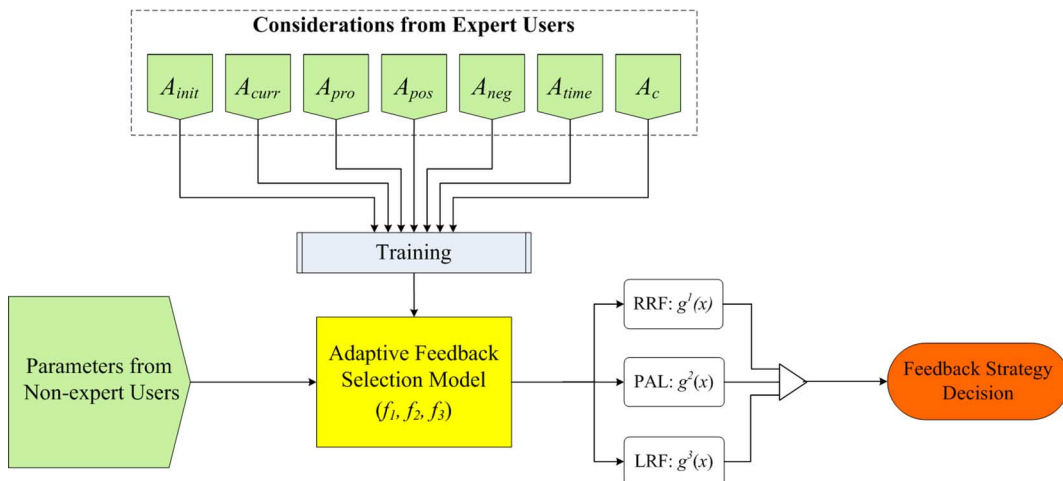 Considerations from Expert Users
A_init A_curr A_pro A_pos A_neg A_time A_c
Training
RRF: g^1(x)
Parameters from
Non-expert Users
Adaptive Feedback
Selection Model
(f_1, f_2, f_3)
PAL: g^2(x)
Feedback Strategy
Decision
LRF: g^3(x)